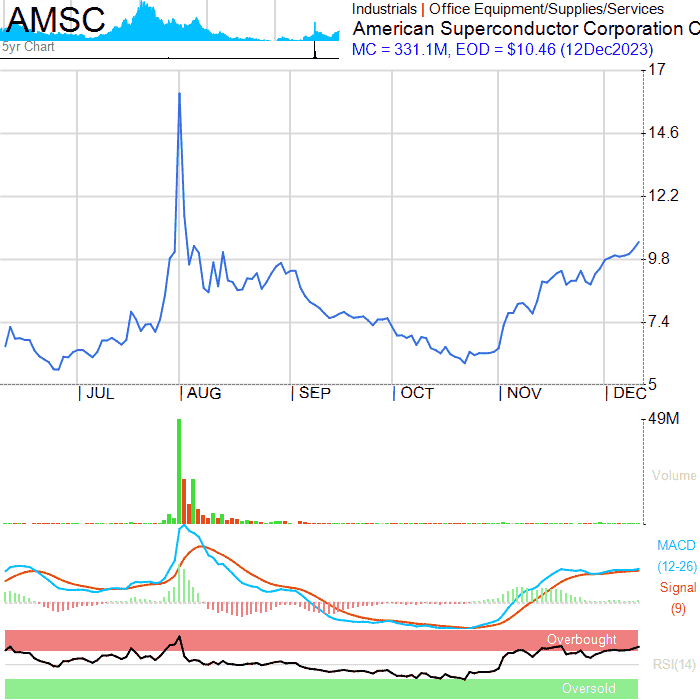 AMSC
5yr Chart
Industrials | Office Equipment/Supplies/Services
American Superconductor Corporation C
MC = 331.1M, EOD = $10.46 (12Dec2023)
17
14.6
12.2
9.8
7.4
5
JUL AUG SEP OCT NOV DEC
49M
Volume
MACD
(12-26)
Signal
(9)
Overbought
RSI(14)
Oversold